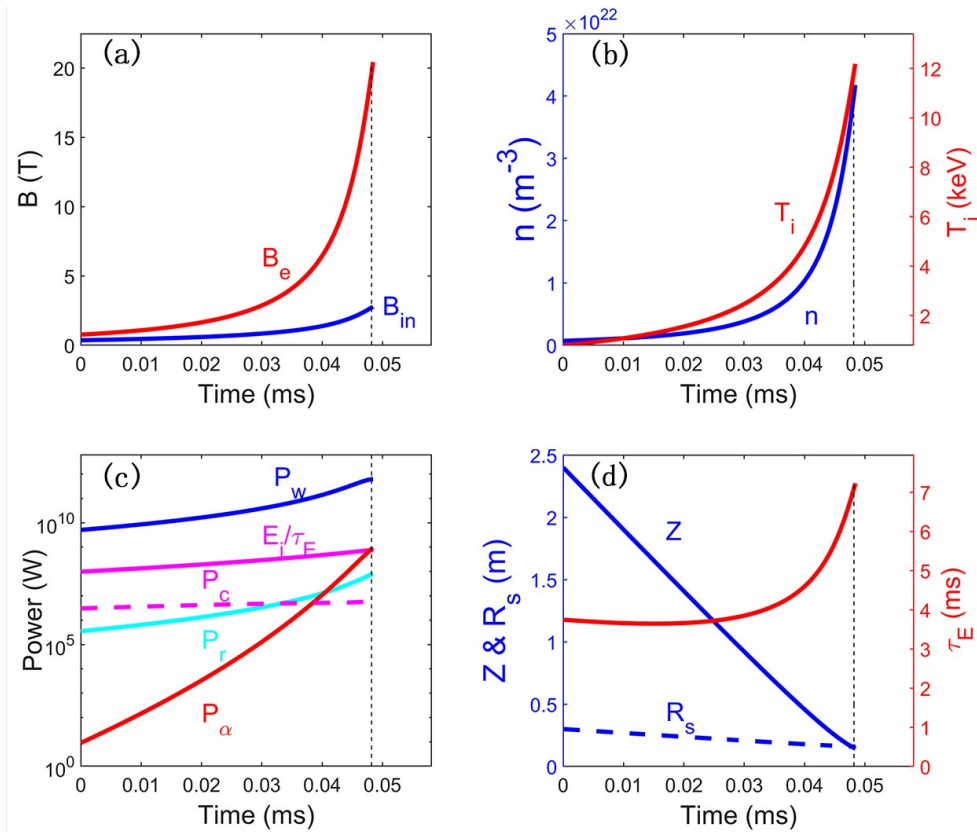 (a)
20
15
10
5
0
B (T)
B_e
B_in
0 0.01 0.02 0.03 0.04 0.05
Time (ms)
(b)
×10^22
5
4
3
2
1
0
n (m^-3)
T_i
n
12
10
8
6
4
2
T_i (keV)
0 0.01 0.02 0.03 0.04 0.05
Time (ms)
(c)
10^10
10^5
10^0
Power (W)
P_w
E_i/τ_E
P_c
P_r
P_α
0 0.01 0.02 0.03 0.04 0.05
Time (ms)
(d)
2.5
2
1.5
1
0.5
0
Z & R_s (m)
Z
R_s
7
6
5
4
3
2
1
0
τ_E (ms)
0 0.01 0.02 0.03 0.04 0.05
Time (ms)